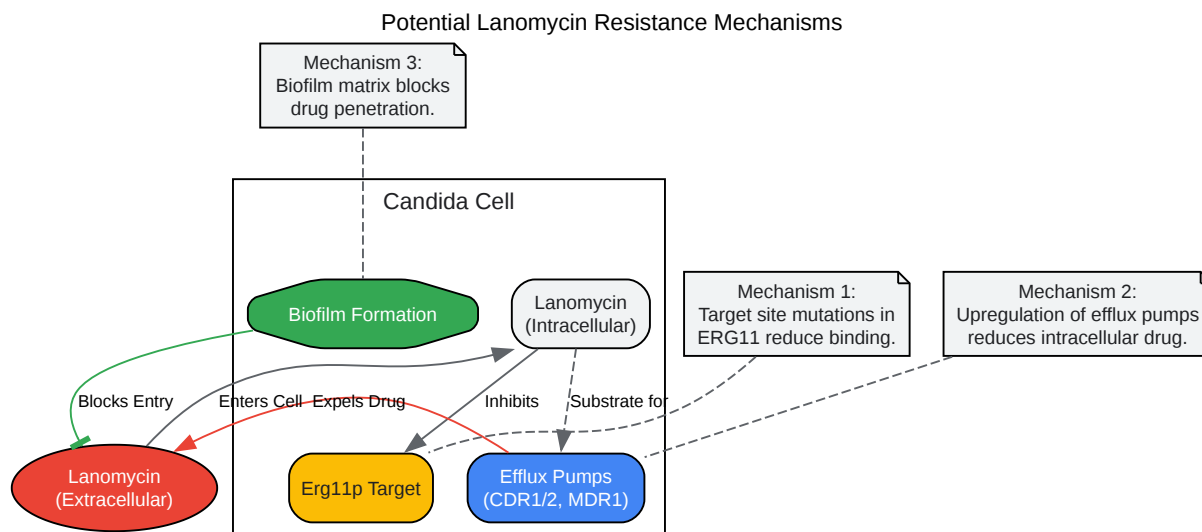 Potential Lanomycin Resistance Mechanisms
Mechanism 3:
Biofilm matrix blocks
drug penetration.
Candida Cell
Biofilm Formation
Lanomycin
(Intracellular)
Mechanism 1:
Target site mutations in
ERG11 reduce binding.
Mechanism 2:
Upregulation of efflux pumps
reduces intracellular drug.
Blocks Entry
Enters Cell
Expels Drug
Inhibits
Substrate for
Lanomycin
(Extracellular)
Erg11p Target
Efflux Pumps
(CDR1/2, MDR1)